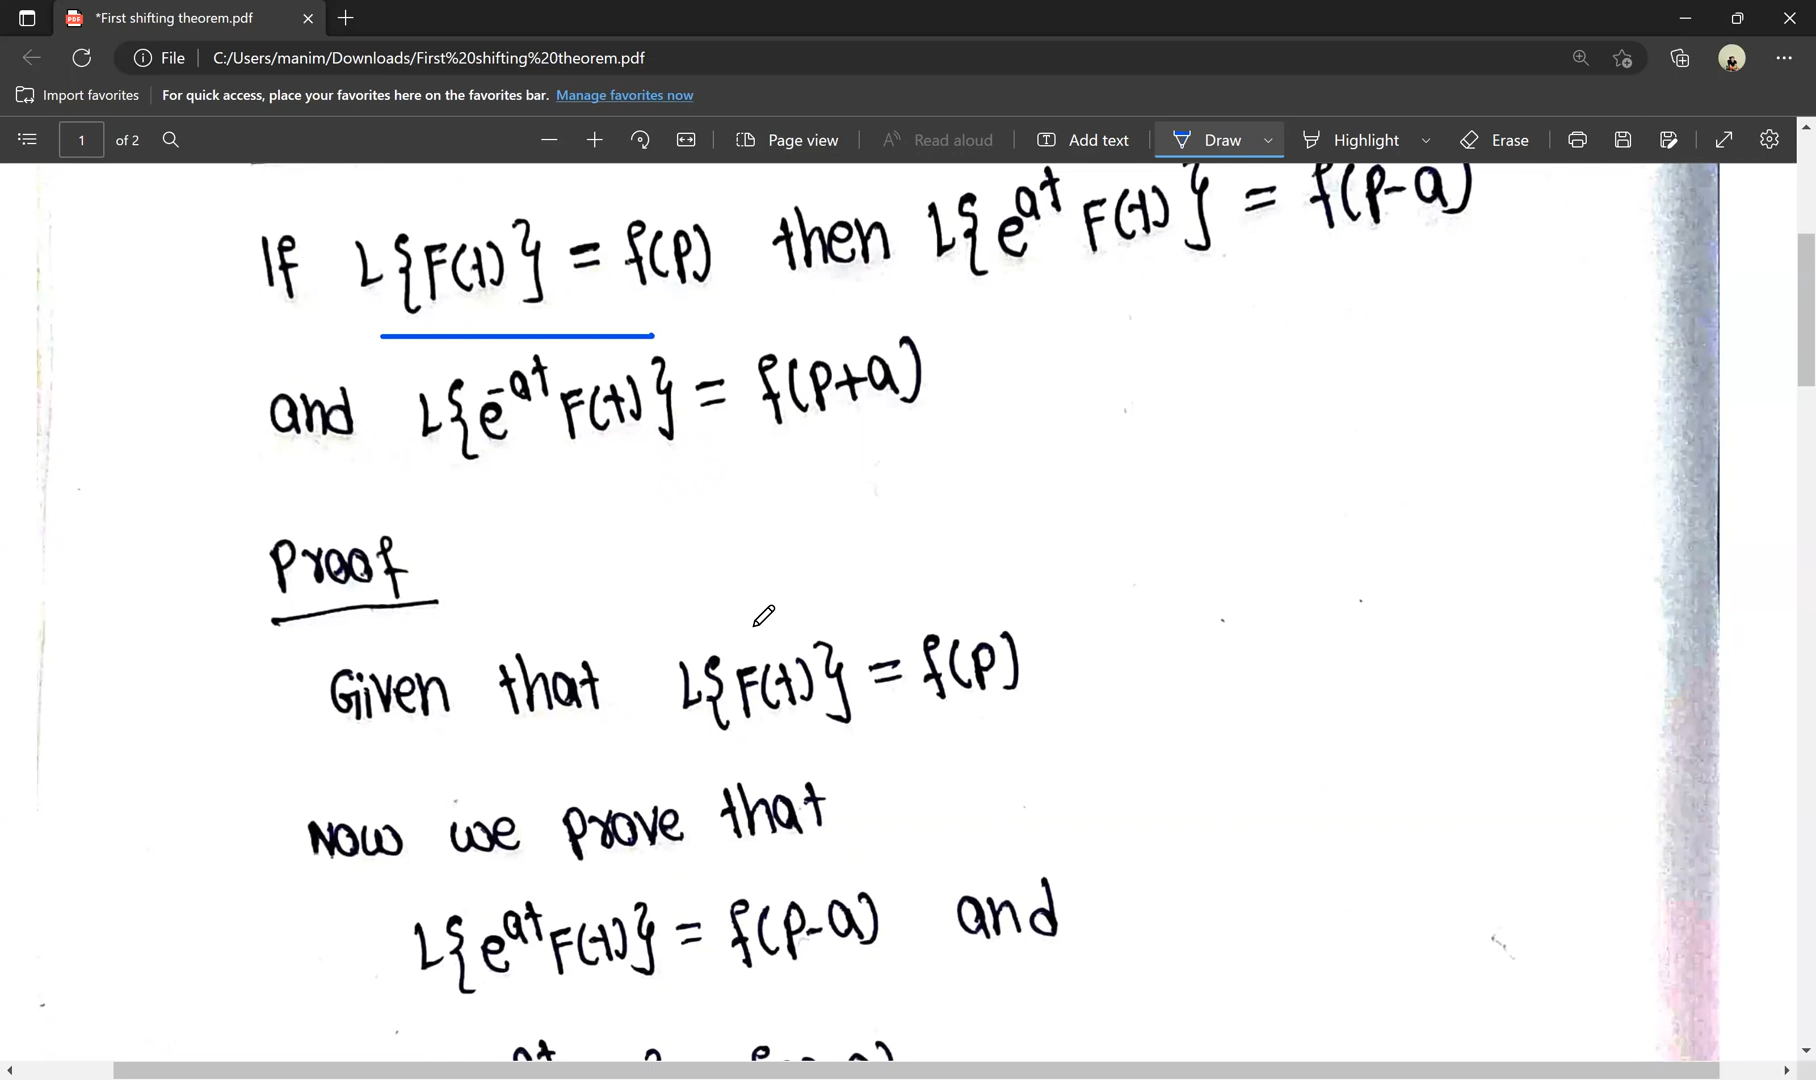 *First shifting theorem.pdf
File C:/Users/manim/Downloads/First%20shifting%20theorem.pdf
Import favorites For quick access, place your favorites here on the favorites bar. Manage favorites now
1 of 2 Page view Read aloud Add text Draw Highlight Erase
If L{F(t)} = f(p) then L{e^{at} F(t)} = f(p-a)
and L{e^{-at} F(t)} = f(p+a)
Proof
Given that L{F(t)} = f(p)
Now we prove that
L{e^{at} F(t)} = f(p-a) and